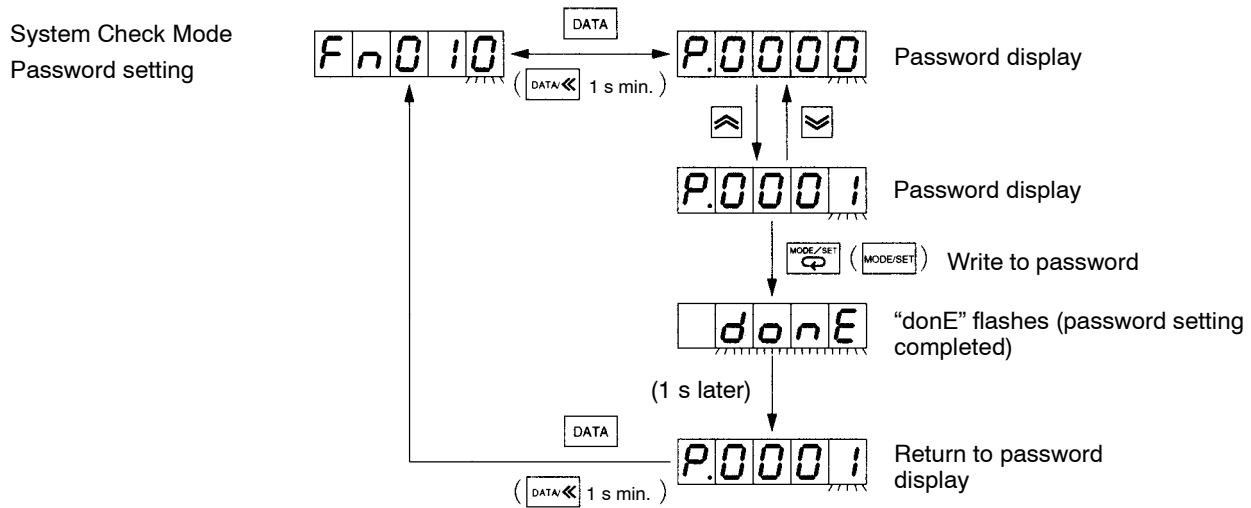 System Check Mode
Password setting
Fn010
DATA
(DATA/≪ 1 s min.)
P.0000
Password display
P.0001
Password display
MODE/SET (MODE/SET) Write to password
donE
“donE” flashes (password setting
completed)
(1 s later)
DATA
(DATA/≪ 1 s min.)
P.0001
Return to password
display